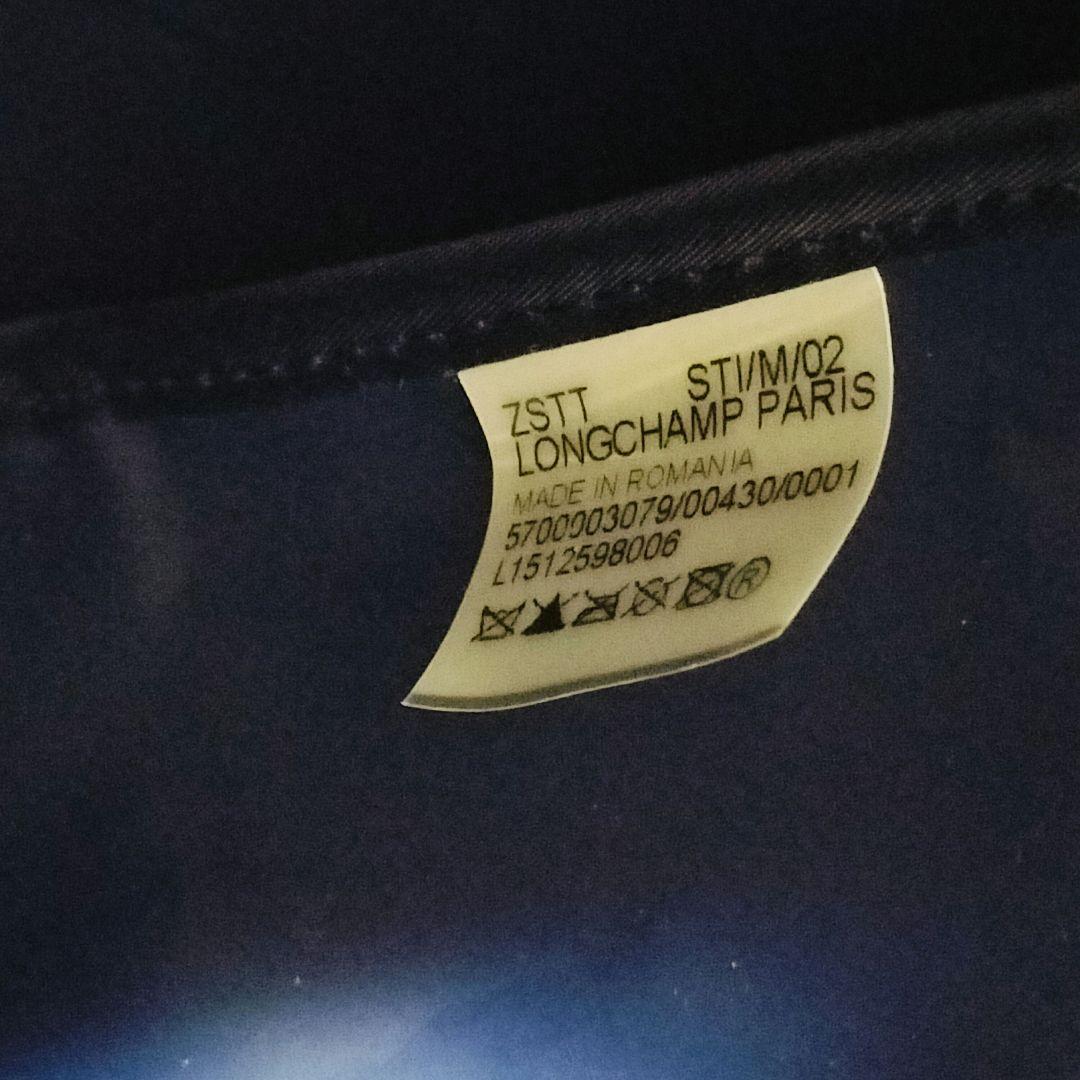 ZSTT STI/M/02
LONGCHAMP PARIS
MADE IN ROMANIA
5700003079/00430/0001
L1512598006
®